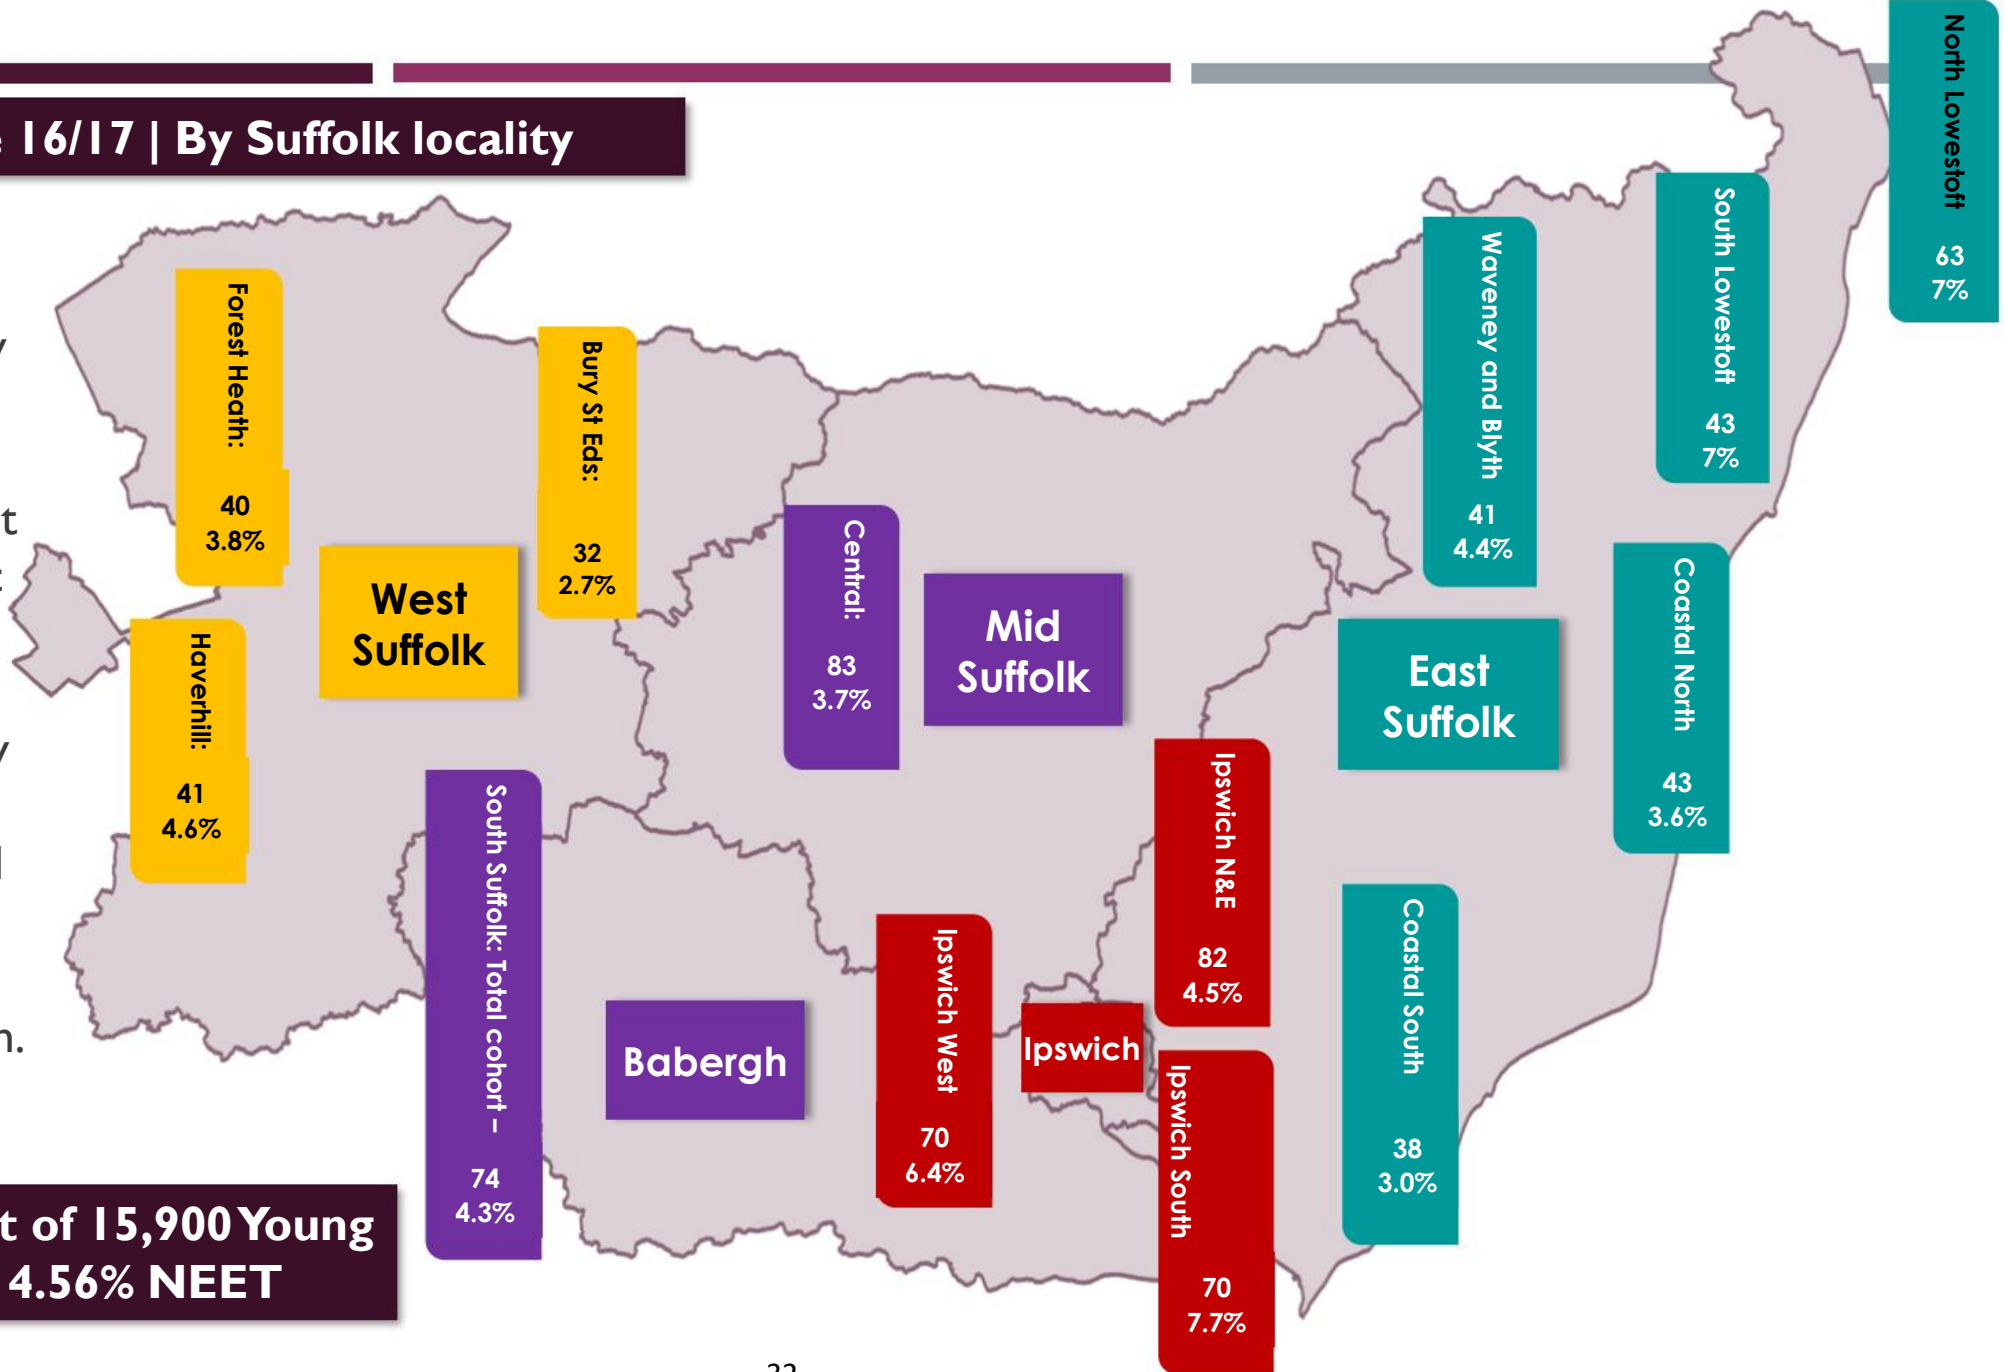 e 16/17 | By Suffolk locality
North Lowestoft
63
7%
South Lowestoft
43
7%
Waveney and Blyth
41
4.4%
Forest Heath:
40
3.8%
Bury St Eds:
32
2.7%
y
t
Central:
83
3.7%
West
Suffolk
Mid
Suffolk
East
Suffolk
Coastal North
43
3.6%
Haverhill:
41
4.6%
y
South Suffolk: Total cohort –
74
4.3%
Ipswich N&E
82
4.5%
Ipswich West
70
6.4%
Ipswich
Babergh
Coastal South
38
3.0%
Ipswich South
70
7.7%
n.
t of 15,900 Young
4.56% NEET